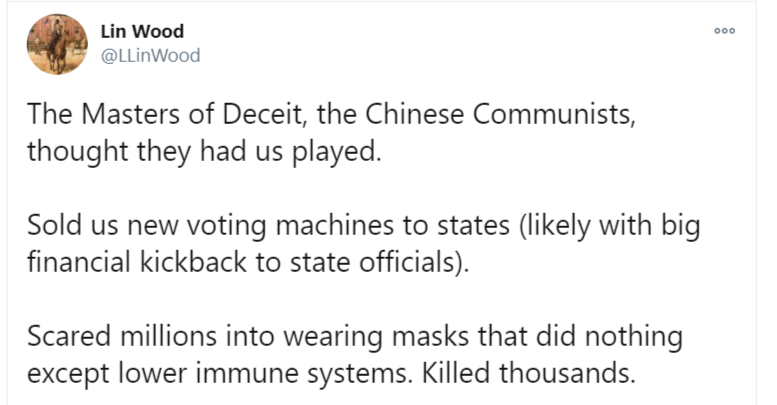 Lin Wood
@LLinWood
The Masters of Deceit, the Chinese Communists,
thought they had us played.
Sold us new voting machines to states (likely with big
financial kickback to state officials).
Scared millions into wearing masks that did nothing
except lower immune systems. Killed thousands.